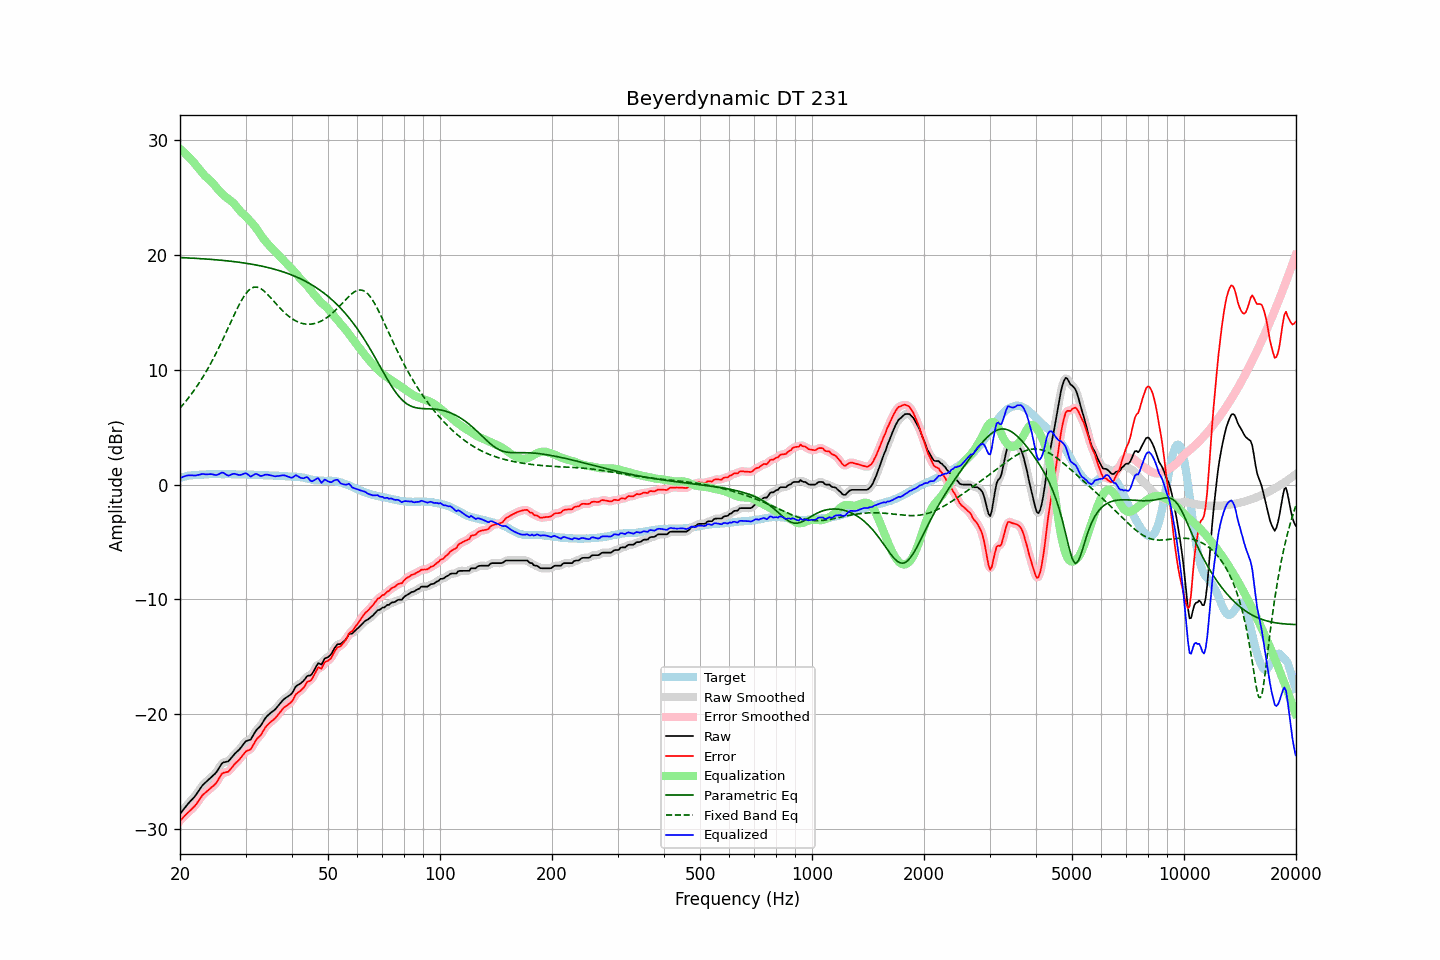 Beyerdynamic DT 231
30
20
10
0
−10
−20
−30
Amplitude (dBr)
20
50
100
200
500
1000
2000
5000
10000
20000
Frequency (Hz)
Target
Raw Smoothed
Error Smoothed
Raw
Error
Equalization
Parametric Eq
Fixed Band Eq
Equalized